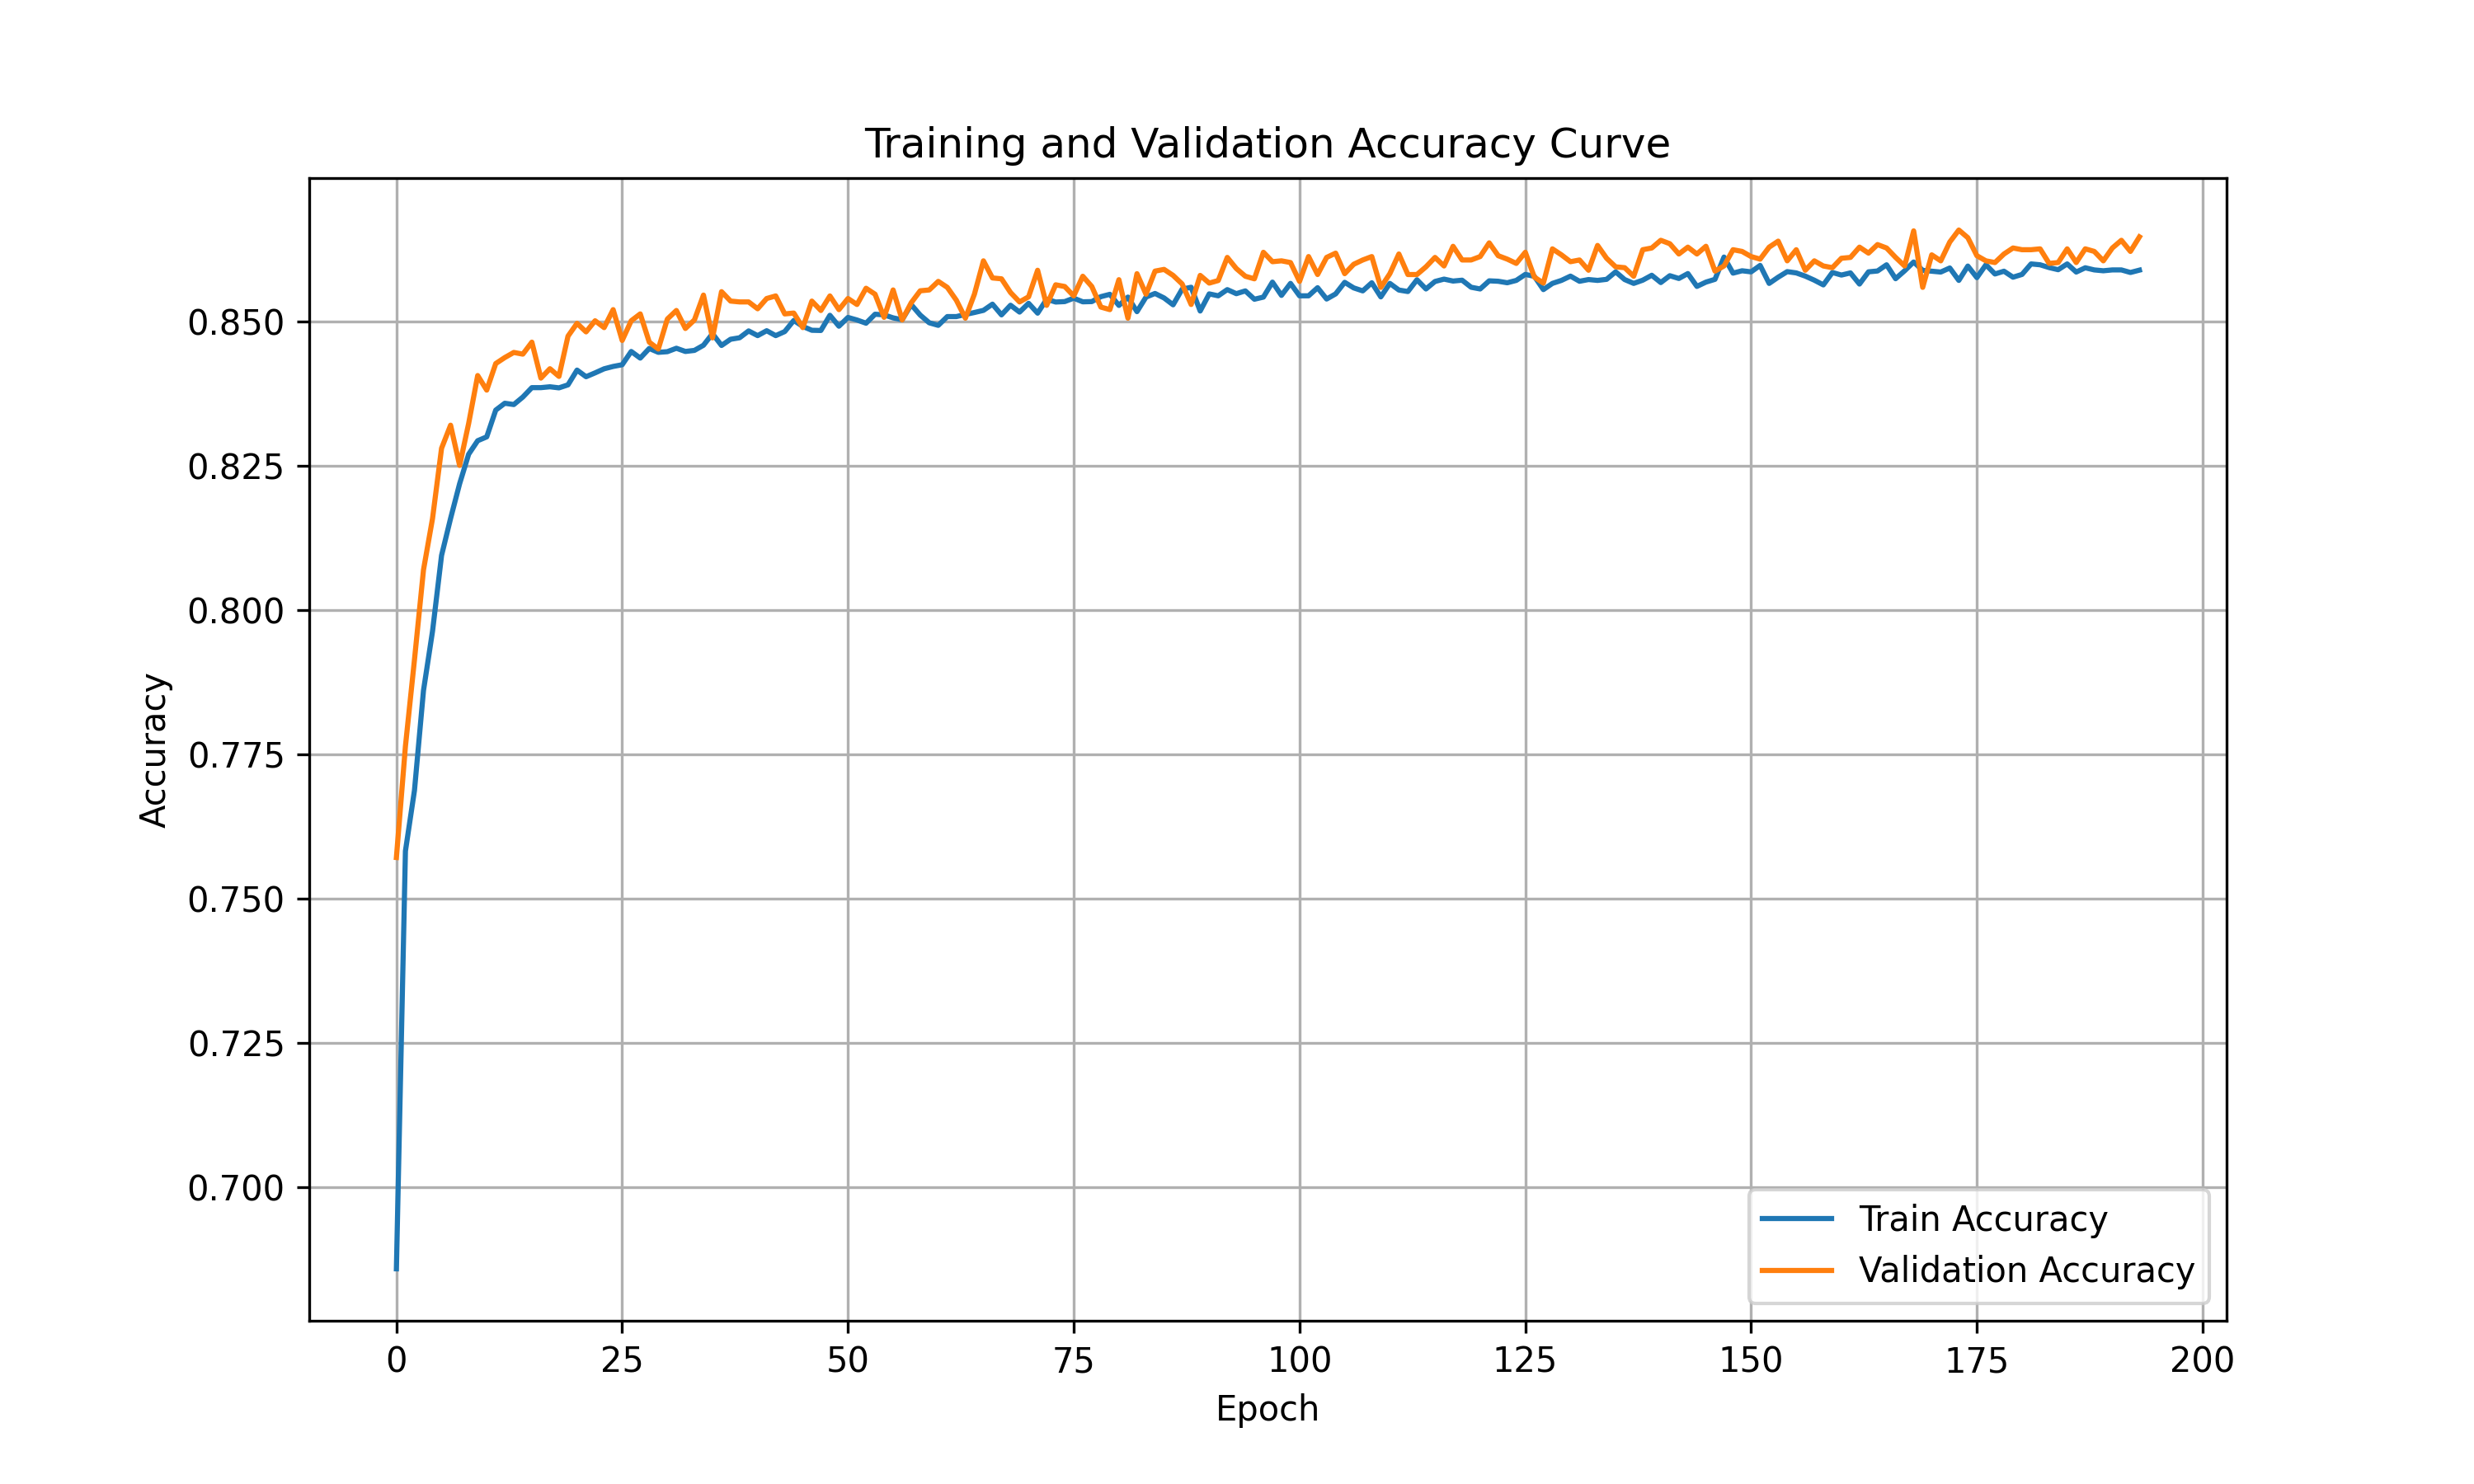 Training and Validation Accuracy Curve
Accuracy
0.850
0.825
0.800
0.775
0.750
0.725
0.700
0 25 50 75 100 125 150 175 200
Epoch
Train Accuracy
Validation Accuracy